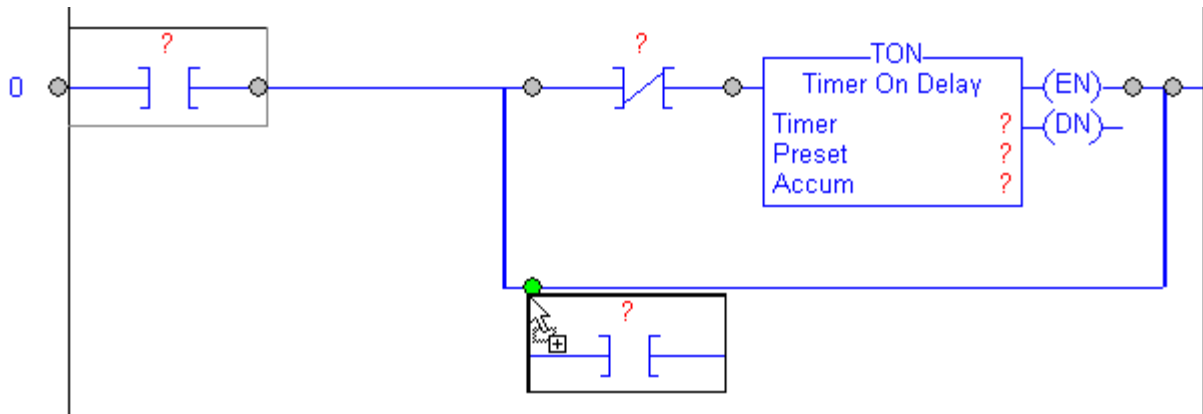 ? ?
TON
0 Timer On Delay (EN)
Timer ? (DN)
Preset ?
Accum ?
?